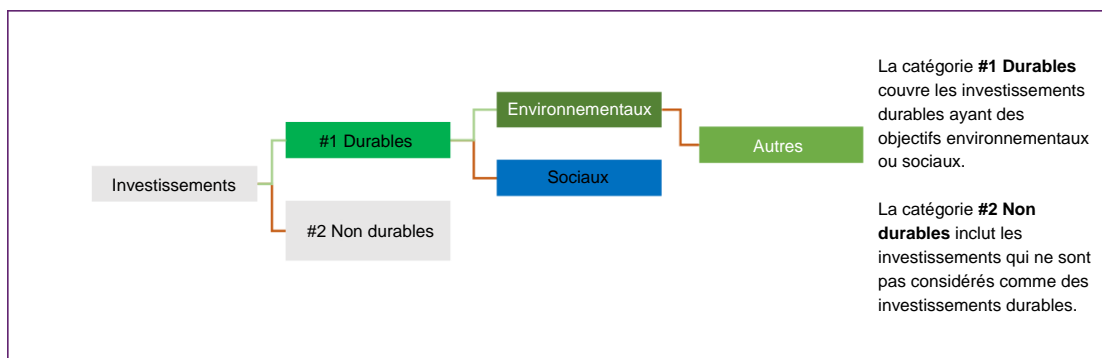 Investissements
#1 Durables
#2 Non durables
Environnementaux
Sociaux
Autres
La catégorie #1 Durables
couvre les investissements
durables ayant des
objectifs environnementaux
ou sociaux.
La catégorie #2 Non
durables inclut les
investissements qui ne sont
pas considérés comme des
investissements durables.